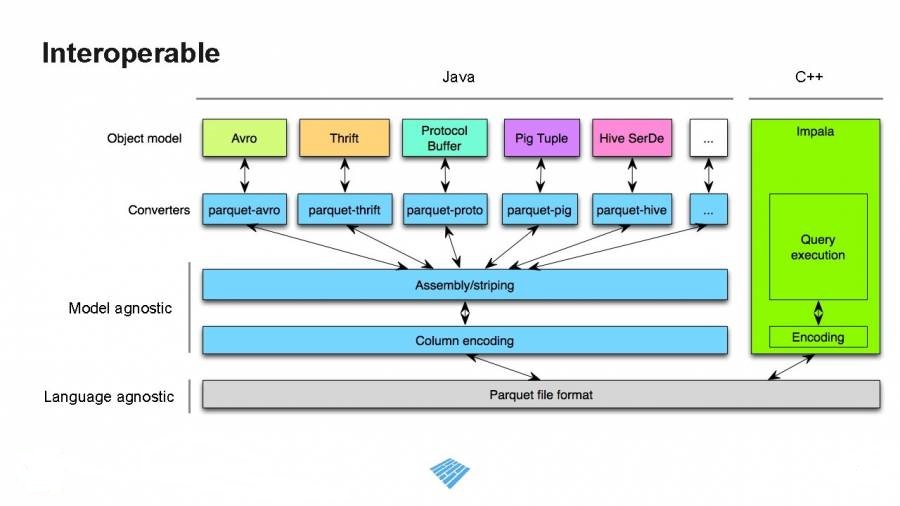 Interoperable
Java
C++
Object model
Avro
Thrift
Protocol
Buffer
Pig Tuple
Hive SerDe
...
Impala
Converters
parquet-avro
parquet-thrift
parquet-proto
parquet-pig
parquet-hive
...
Query
execution
Model agnostic
Assembly/striping
Column encoding
Encoding
Language agnostic
Parquet file format